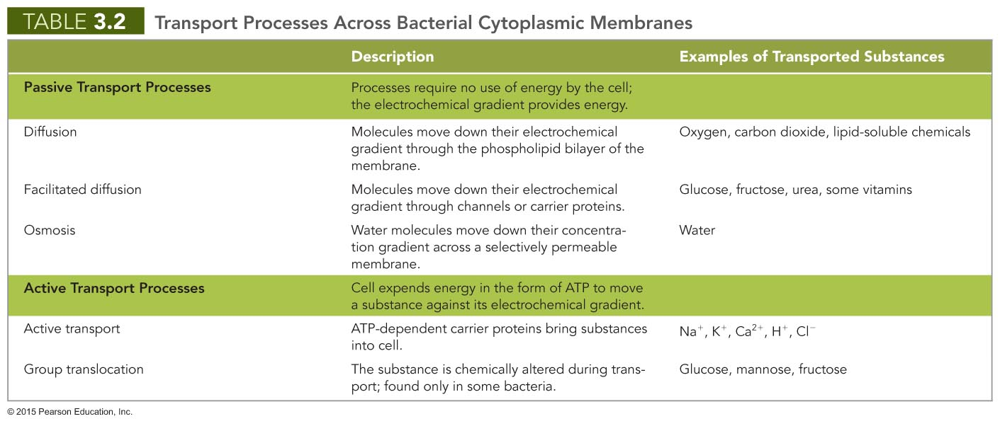 TABLE 3.2 Transport Processes Across Bacterial Cytoplasmic Membranes
Description Examples of Transported Substances
Passive Transport Processes Processes require no use of energy by the cell;
the electrochemical gradient provides energy.
Diffusion Molecules move down their electrochemical Oxygen, carbon dioxide, lipid-soluble chemicals
gradient through the phospholipid bilayer of the
membrane.
Facilitated diffusion Molecules move down their electrochemical Glucose, fructose, urea, some vitamins
gradient through channels or carrier proteins.
Osmosis Water molecules move down their concentra- Water
tion gradient across a selectively permeable
membrane.
Active Transport Processes Cell expends energy in the form of ATP to move
a substance against its electrochemical gradient.
Active transport ATP-dependent carrier proteins bring substances Na⁺, K⁺, Ca²⁺, H⁺, Cl⁻
into cell.
Group translocation The substance is chemically altered during trans- Glucose, mannose, fructose
port; found only in some bacteria.
© 2015 Pearson Education, Inc.